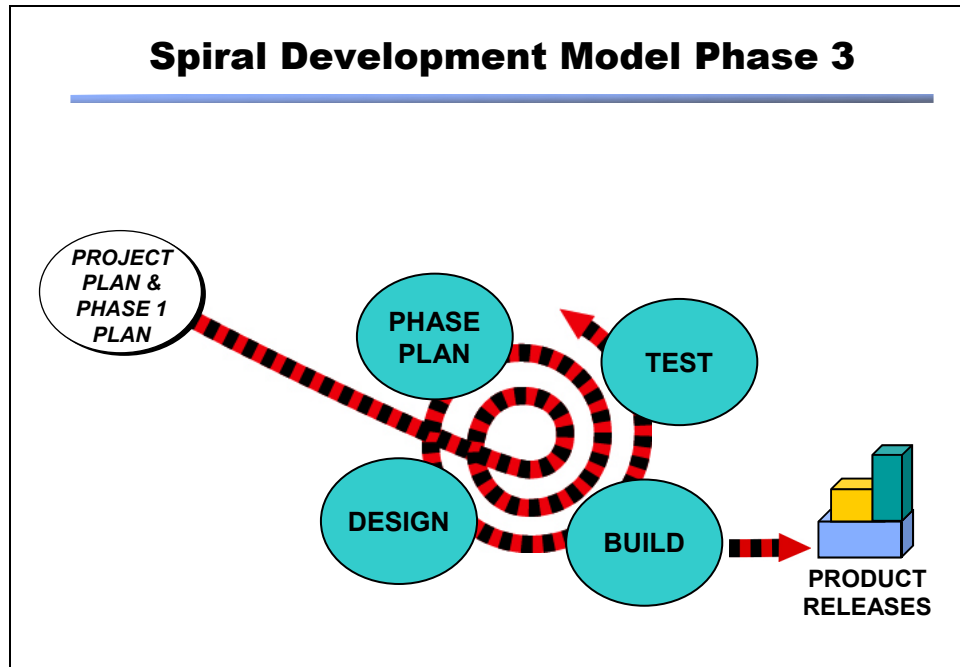 Spiral Development Model Phase 3
PROJECT
PLAN &
PHASE 1
PLAN
PHASE
PLAN
TEST
DESIGN
BUILD
PRODUCT
RELEASES